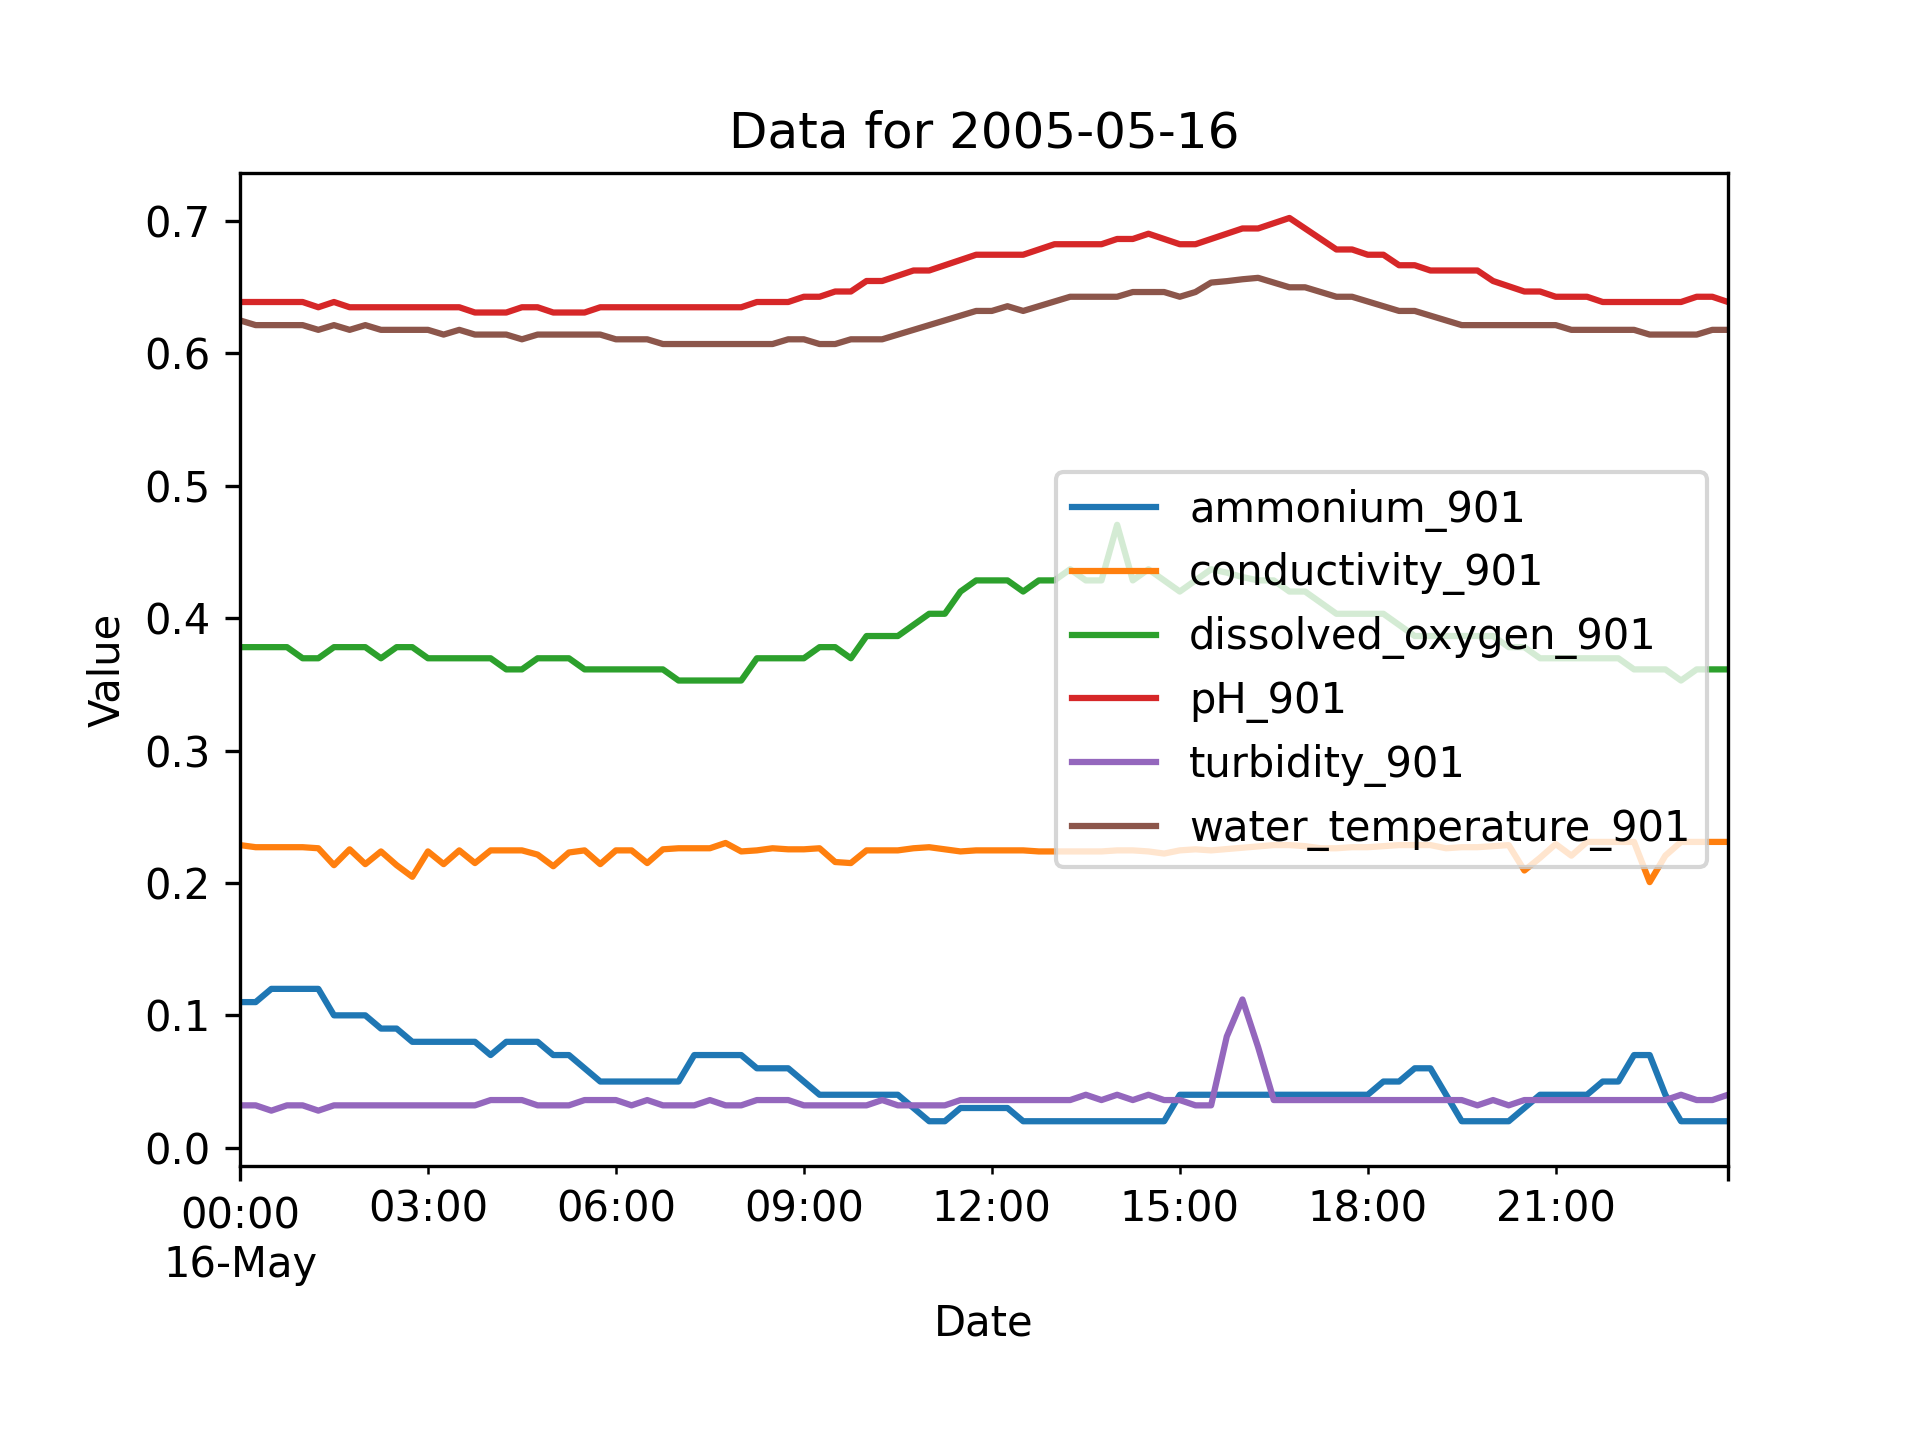 Data for 2005-05-16
0.7
0.6
0.5
0.4
0.3
0.2
0.1
0.0
Value
ammonium_901
conductivity_901
dissolved_oxygen_901
pH_901
turbidity_901
water_temperature_901
00:00 03:00 06:00 09:00 12:00 15:00 18:00 21:00
16-May
Date